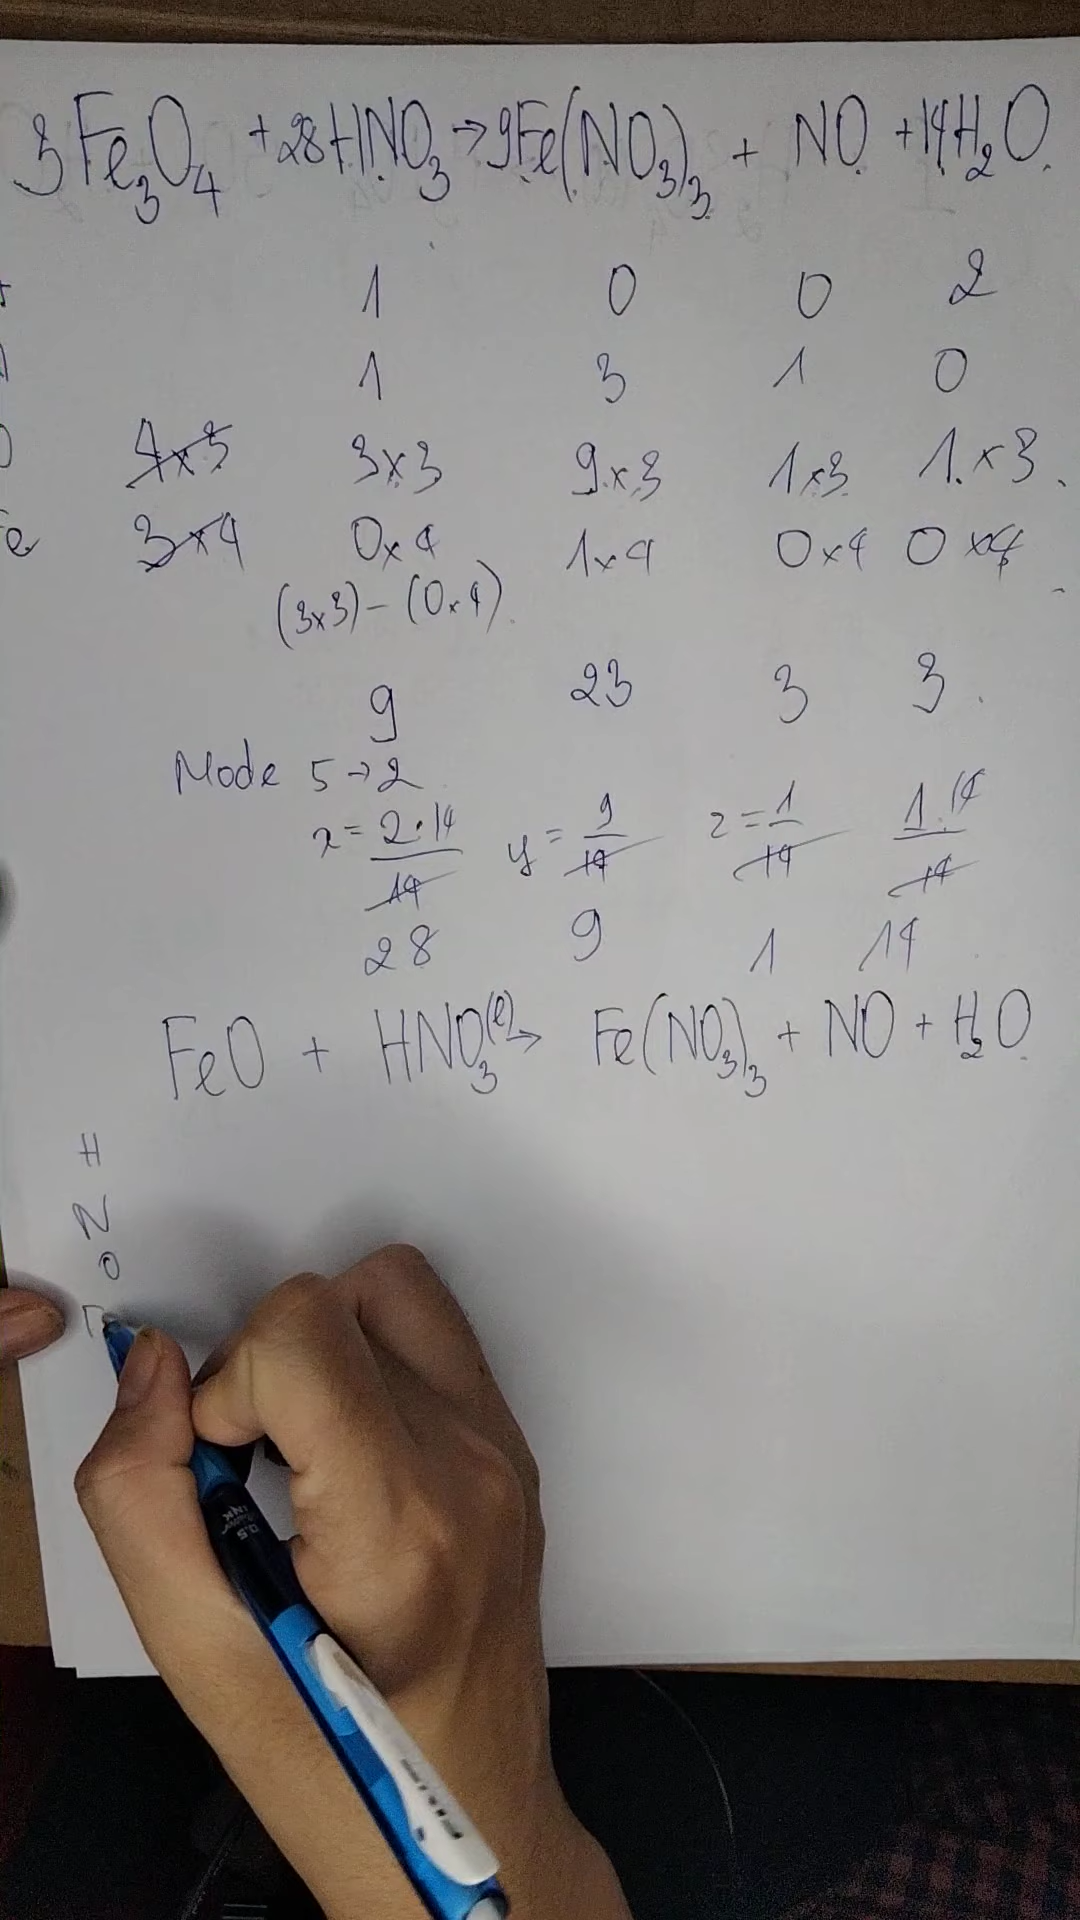 3Fe₃O₄ + 28HNO₃ → 9Fe(NO₃)₃ + NO + 14H₂O
1 0 0 2
1 3 1 0
4x3 3x3 9x3 1x3 1x3
e 3x4 0x4 1x4 0x4 0x4
(3x3) - (0x4)
9 23 3 3
Mode 5 → 2
x = 2.14/14 y = 9/14 z = 1/14 1.14/14
28 9 1 14
FeO + HNO₃(l) → Fe(NO₃)₃ + NO + H₂O
H
N
O
0.5